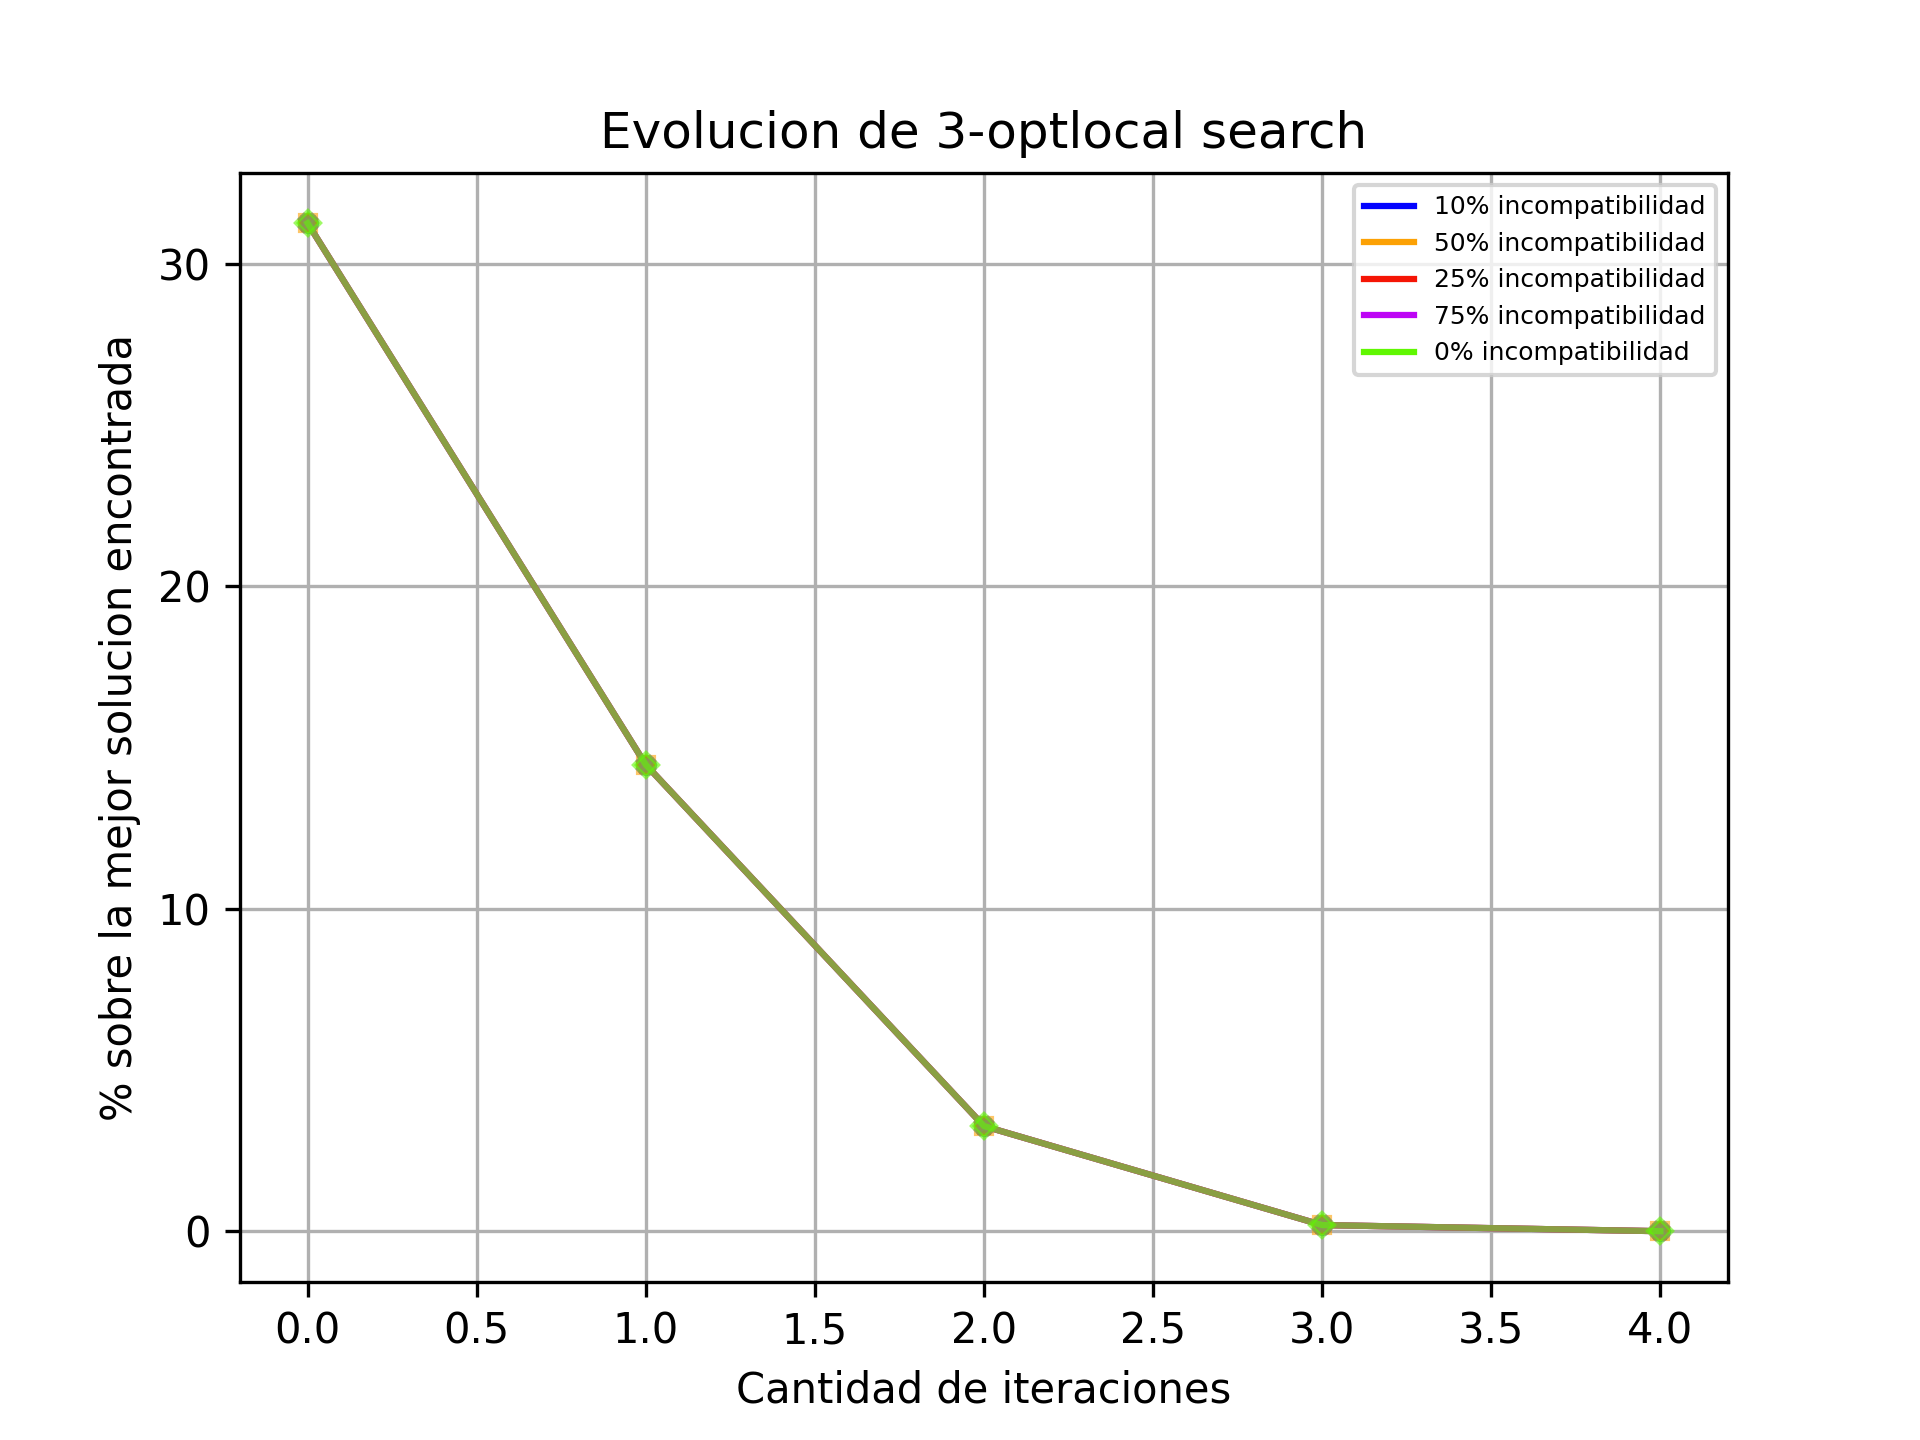 Evolucion de 3-optlocal search
10% incompatibilidad
50% incompatibilidad
25% incompatibilidad
75% incompatibilidad
0% incompatibilidad
% sobre la mejor solucion encontrada
30
20
10
0
0.0 0.5 1.0 1.5 2.0 2.5 3.0 3.5 4.0
Cantidad de iteraciones